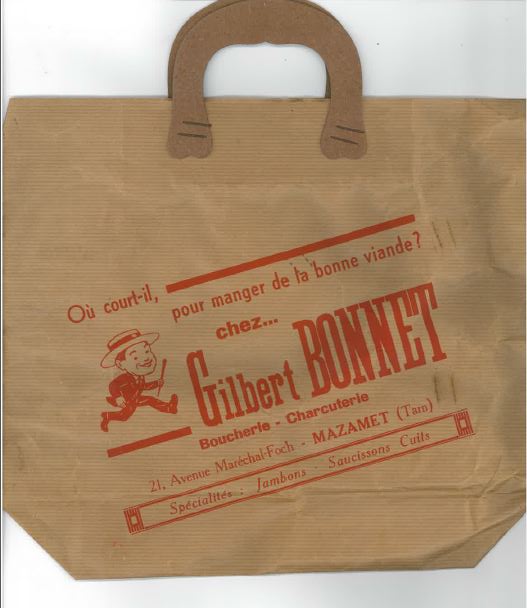 Où court-il,
pour manger de la bonne viande?
chez...
Gilbert BONNET
Boucherie - Charcuterie
21, Avenue Maréchal-Foch - MAZAMET (Tarn)
Spécialités : Jambons - Saucissons Cuits